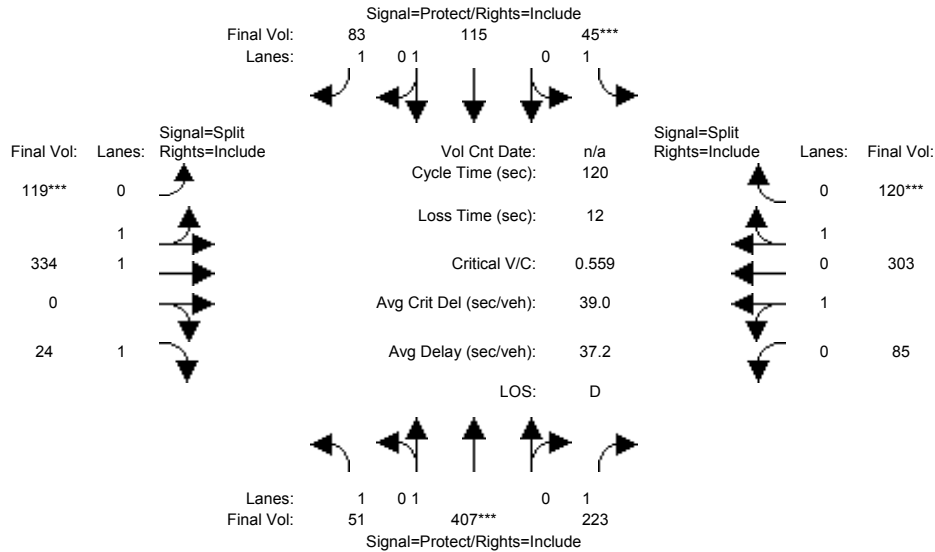 Signal=Protect/Rights=Include
Final Vol: 83 115 45***
Lanes: 1 0 1 0 1
Signal=Split Signal=Split
Final Vol: Lanes: Rights=Include Vol Cnt Date: n/a Rights=Include Lanes: Final Vol:
Cycle Time (sec): 120
119*** 0 0 120***
Loss Time (sec): 12
1 1
334 1 Critical V/C: 0.559 0 303
0 Avg Crit Del (sec/veh): 39.0 1
24 1 Avg Delay (sec/veh): 37.2 0 85
LOS: D
Lanes: 1 0 1 0 1
Final Vol: 51 407*** 223
Signal=Protect/Rights=Include